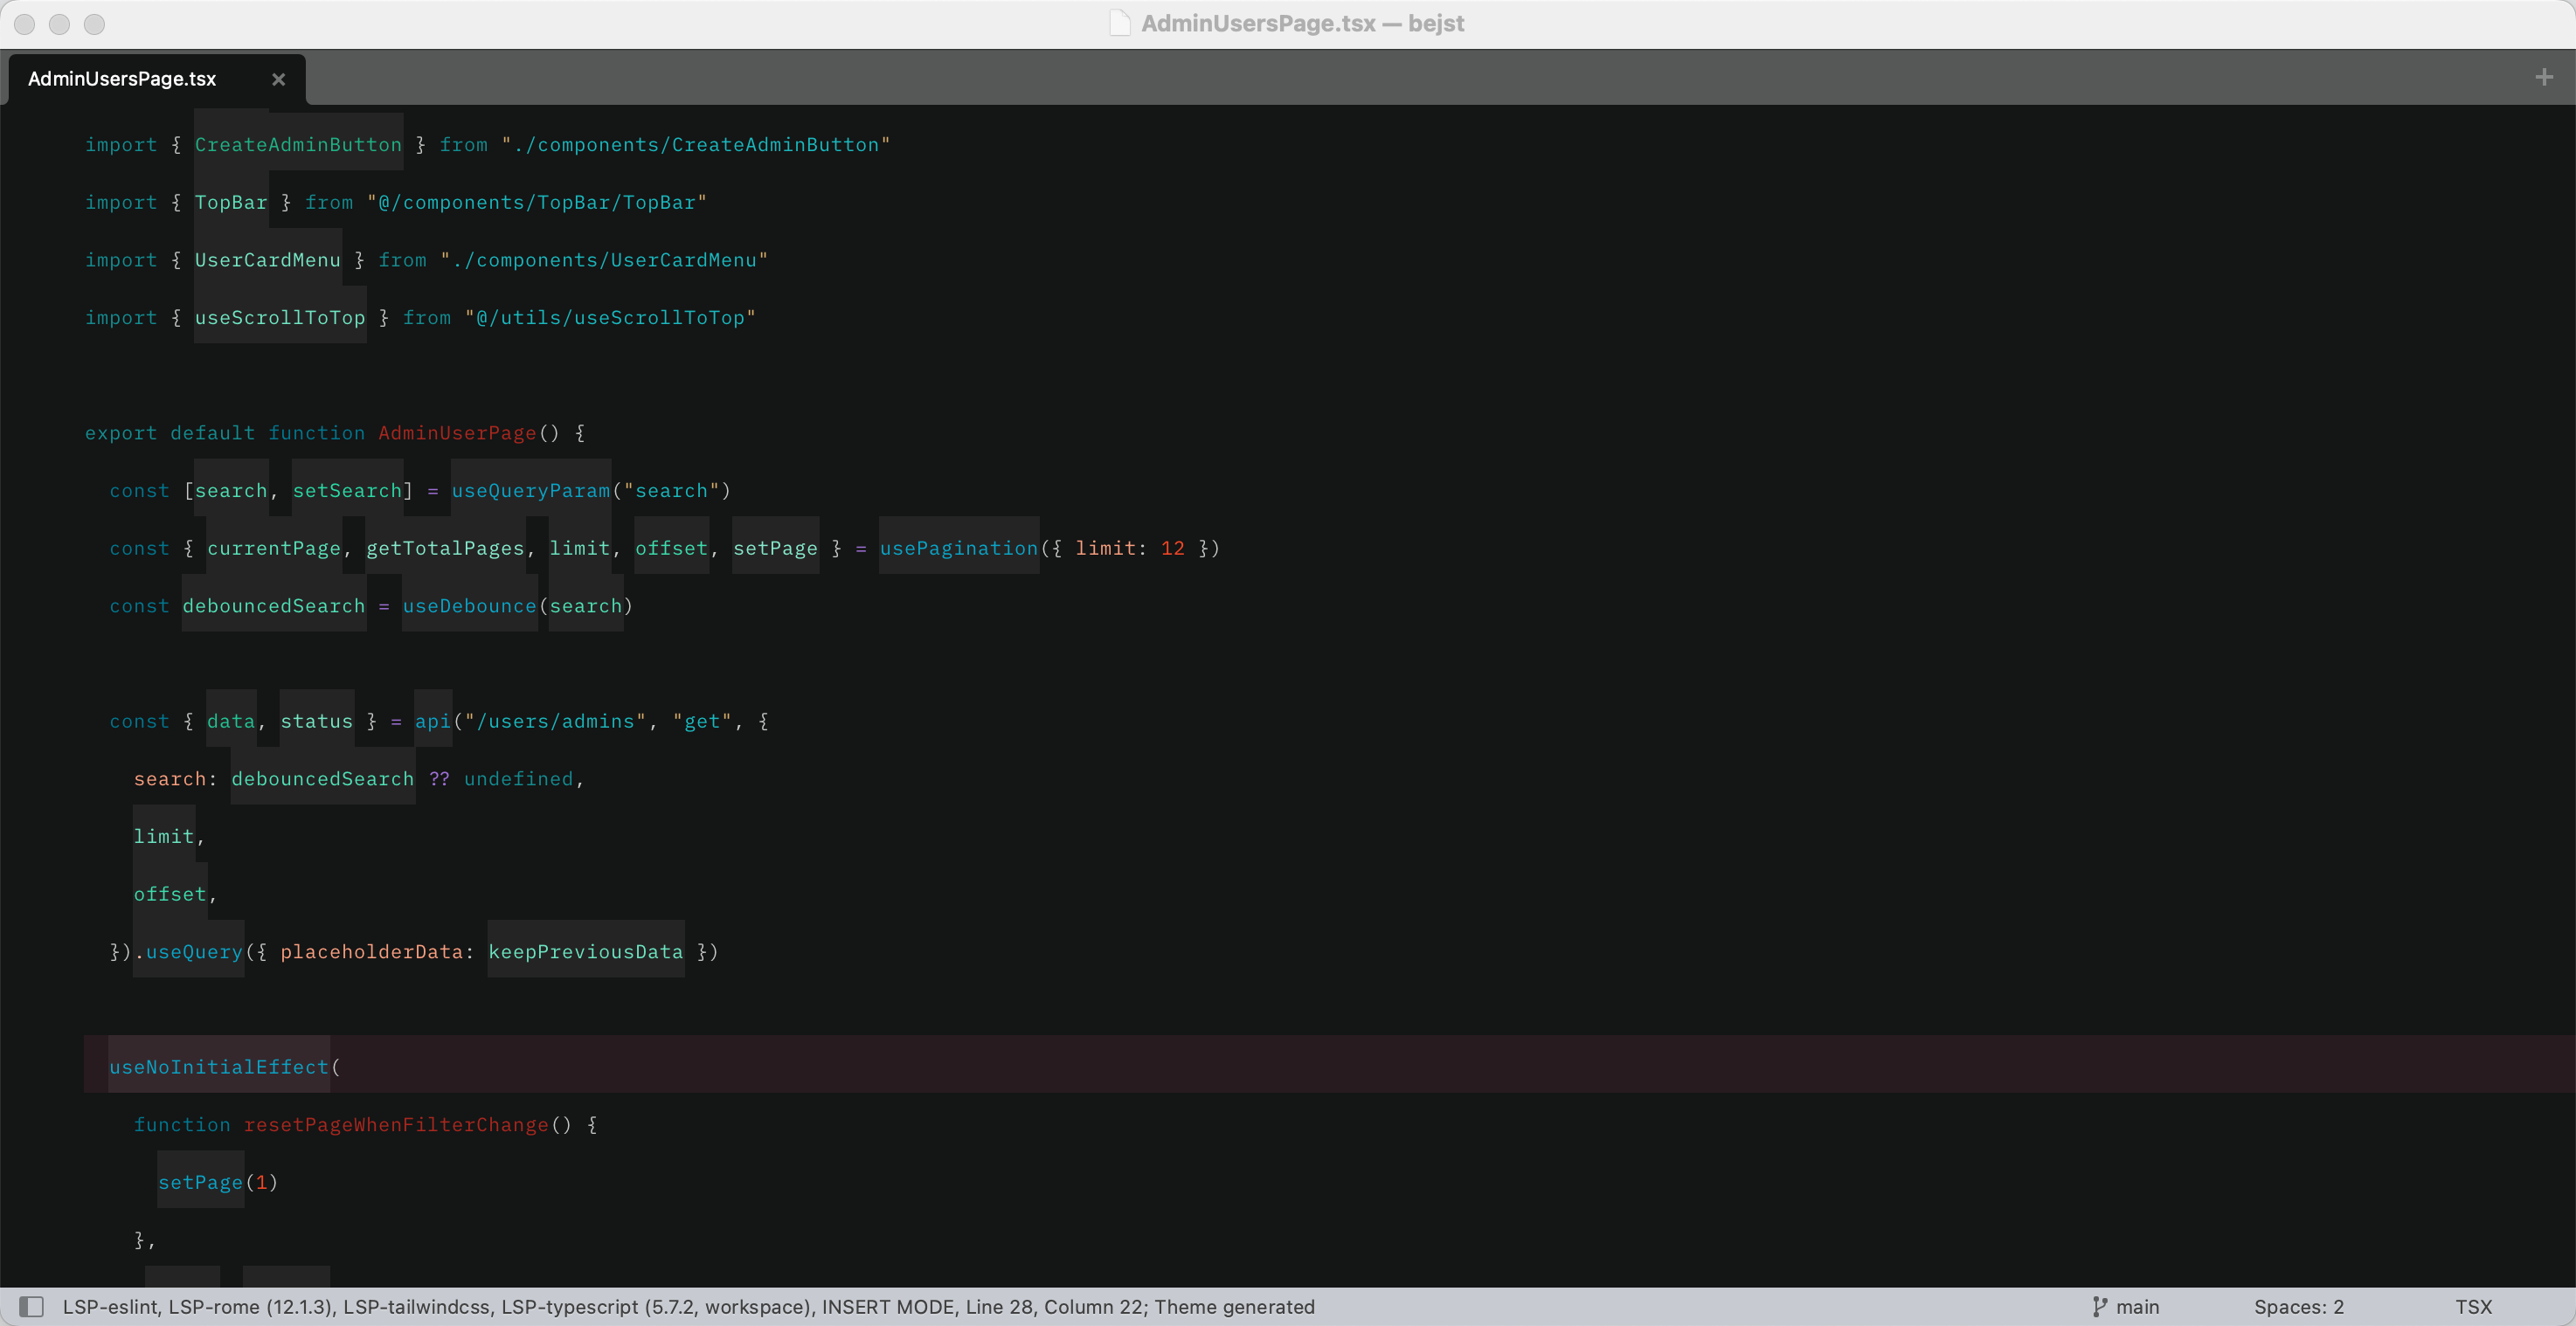 AdminUsersPage.tsx — bejst
AdminUsersPage.tsx
import { CreateAdminButton } from "./components/CreateAdminButton"
import { TopBar } from "@/components/TopBar/TopBar"
import { UserCardMenu } from "./components/UserCardMenu"
import { useScrollToTop } from "@/utils/useScrollToTop"
export default function AdminUserPage() {
const [search, setSearch] = useQueryParam("search")
const { currentPage, getTotalPages, limit, offset, setPage } = usePagination({ limit: 12 })
const debouncedSearch = useDebounce(search)
const { data, status } = api("/users/admins", "get", {
search: debouncedSearch ?? undefined,
limit,
offset,
}).useQuery({ placeholderData: keepPreviousData })
useNoInitialEffect(
function resetPageWhenFilterChange() {
setPage(1)
},
LSP-eslint, LSP-rome (12.1.3), LSP-tailwindcss, LSP-typescript (5.7.2, workspace), INSERT MODE, Line 28, Column 22; Theme generated
main
Spaces: 2
TSX